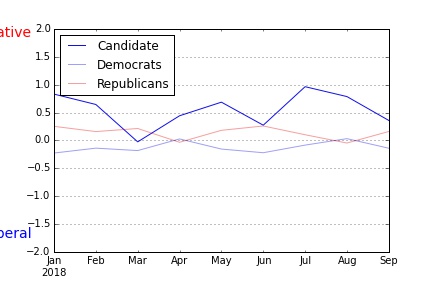 ative
Candidate
Democrats
Republicans
2.0
1.5
1.0
0.5
0.0
−0.5
−1.0
−1.5
−2.0
beral
Jan Feb Mar Apr May Jun Jul Aug Sep
2018